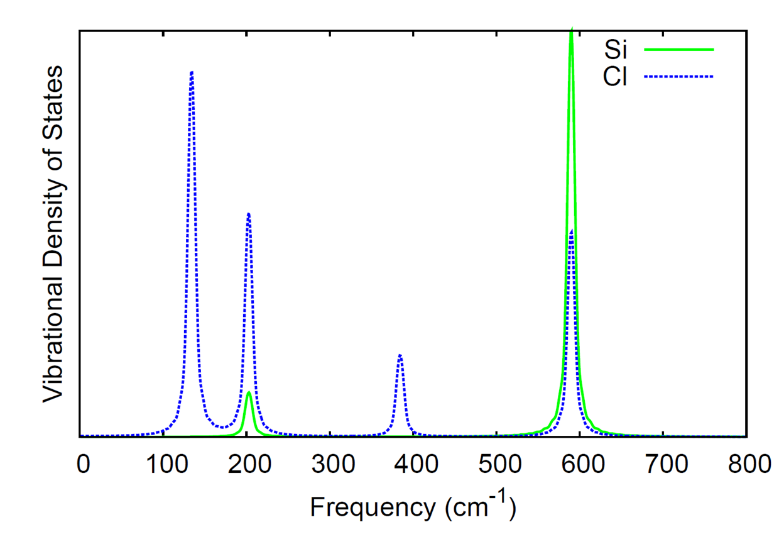 Si
Cl
Vibrational Density of States
0 100 200 300 400 500 600 700 800
Frequency (cm⁻¹)